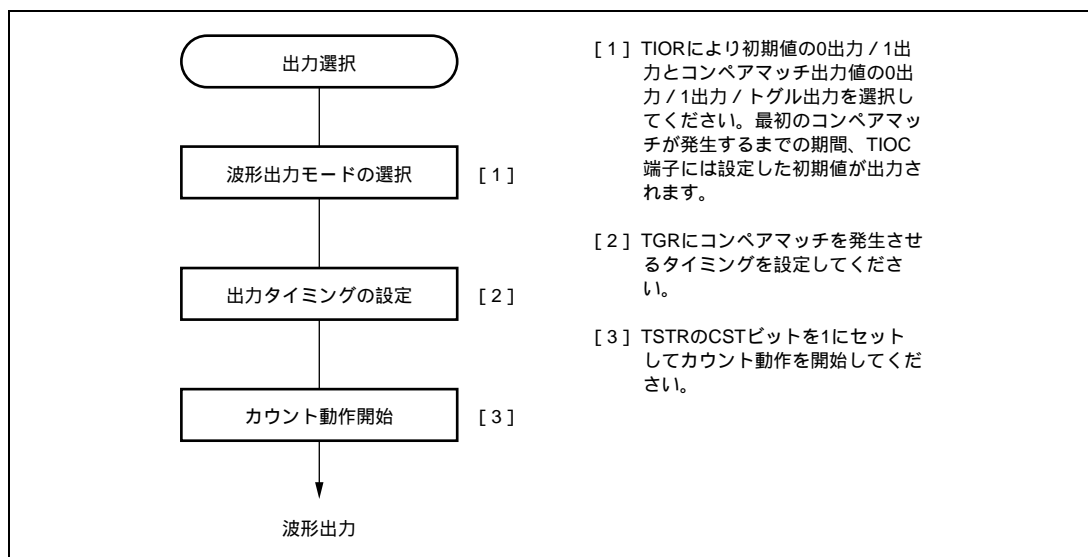 出力選択
波形出力モードの選択 [1]
出力タイミングの設定 [2]
カウント動作開始 [3]
波形出力
[1] TIORにより初期値の0出力／1出
力とコンペアマッチ出力値の0出
力／1出力／トグル出力を選択し
てください。最初のコンペアマッ
チが発生するまでの期間、TIOC
端子には設定した初期値が出力さ
れます。
[2] TGRにコンペアマッチを発生させ
るタイミングを設定してくださ
い。
[3] TSTRのCSTビットを1にセット
してカウント動作を開始してくだ
さい。